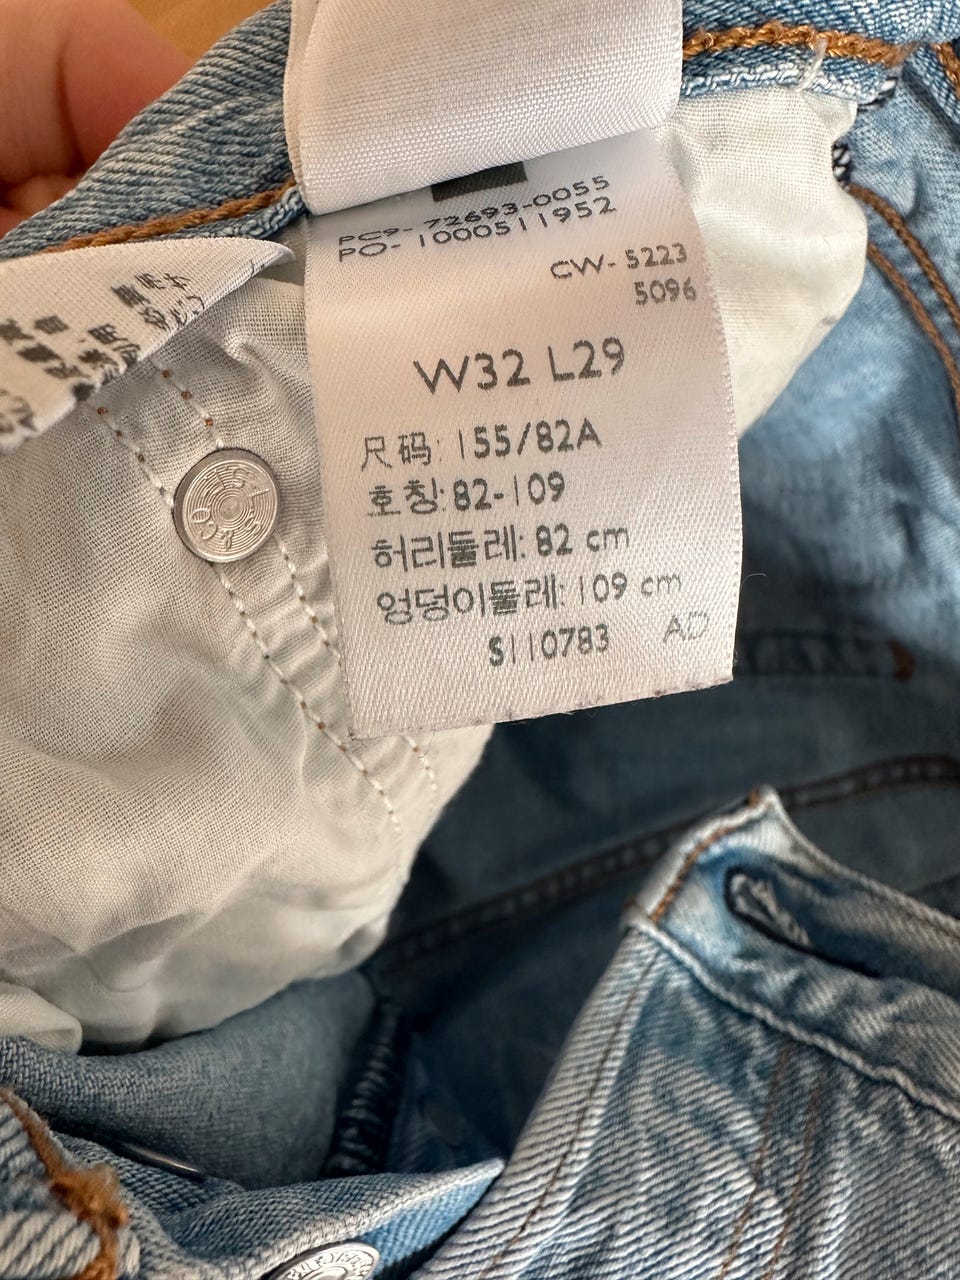 PC9- 72693-0055
PO- 1000511952
CW- 5223
5096
W32 L29
尺码: 155/82A
호칭: 82-109
허리둘레: 82 cm
엉덩이둘레: 109 cm
S110783 AD